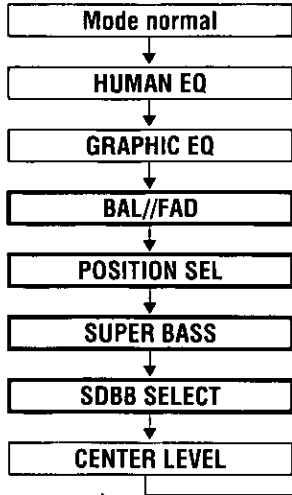 Mode normal
HUMAN EQ
GRAPHIC EQ
BAL//FAD
POSITION SEL
SUPER BASS
SDBB SELECT
CENTER LEVEL